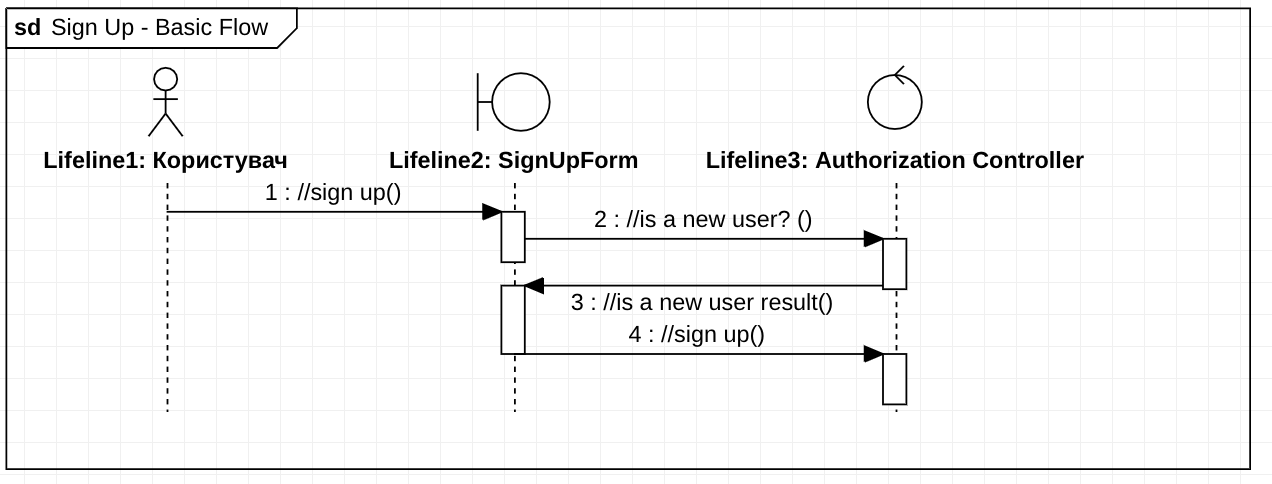 sd Sign Up - Basic Flow
Lifeline1: Користувач
Lifeline2: SignUpForm
Lifeline3: Authorization Controller
1 : //sign up()
2 : //is a new user? ()
3 : //is a new user result()
4 : //sign up()